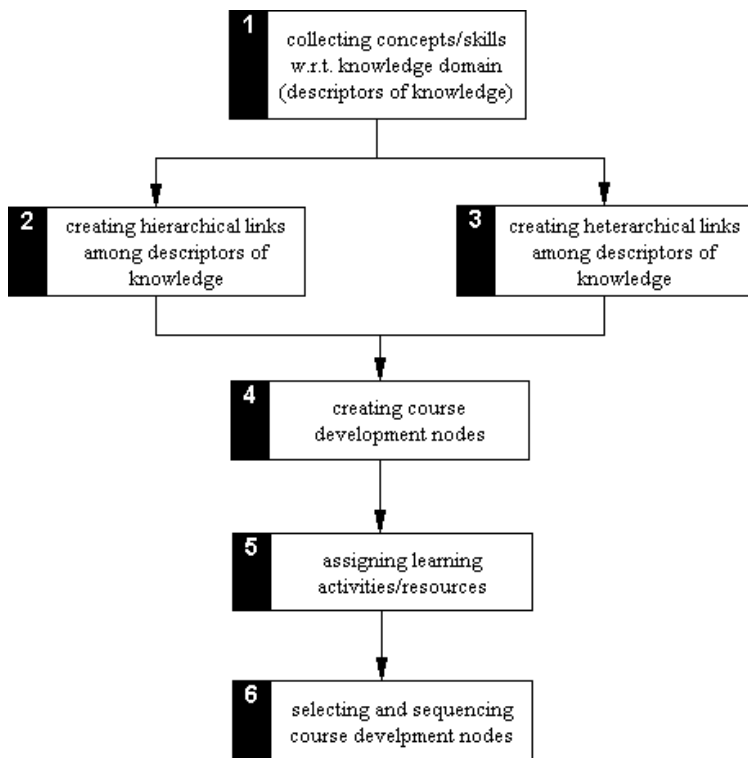 1
collecting concepts/skills
w.r.t. knowledge domain
(descriptors of knowledge)
2
creating hierarchical links
among descriptors of
knowledge
3
creating heterarchical links
among descriptors of
knowledge
4
creating course
development nodes
5
assigning learning
activities/resources
6
selecting and sequencing
course develpment nodes